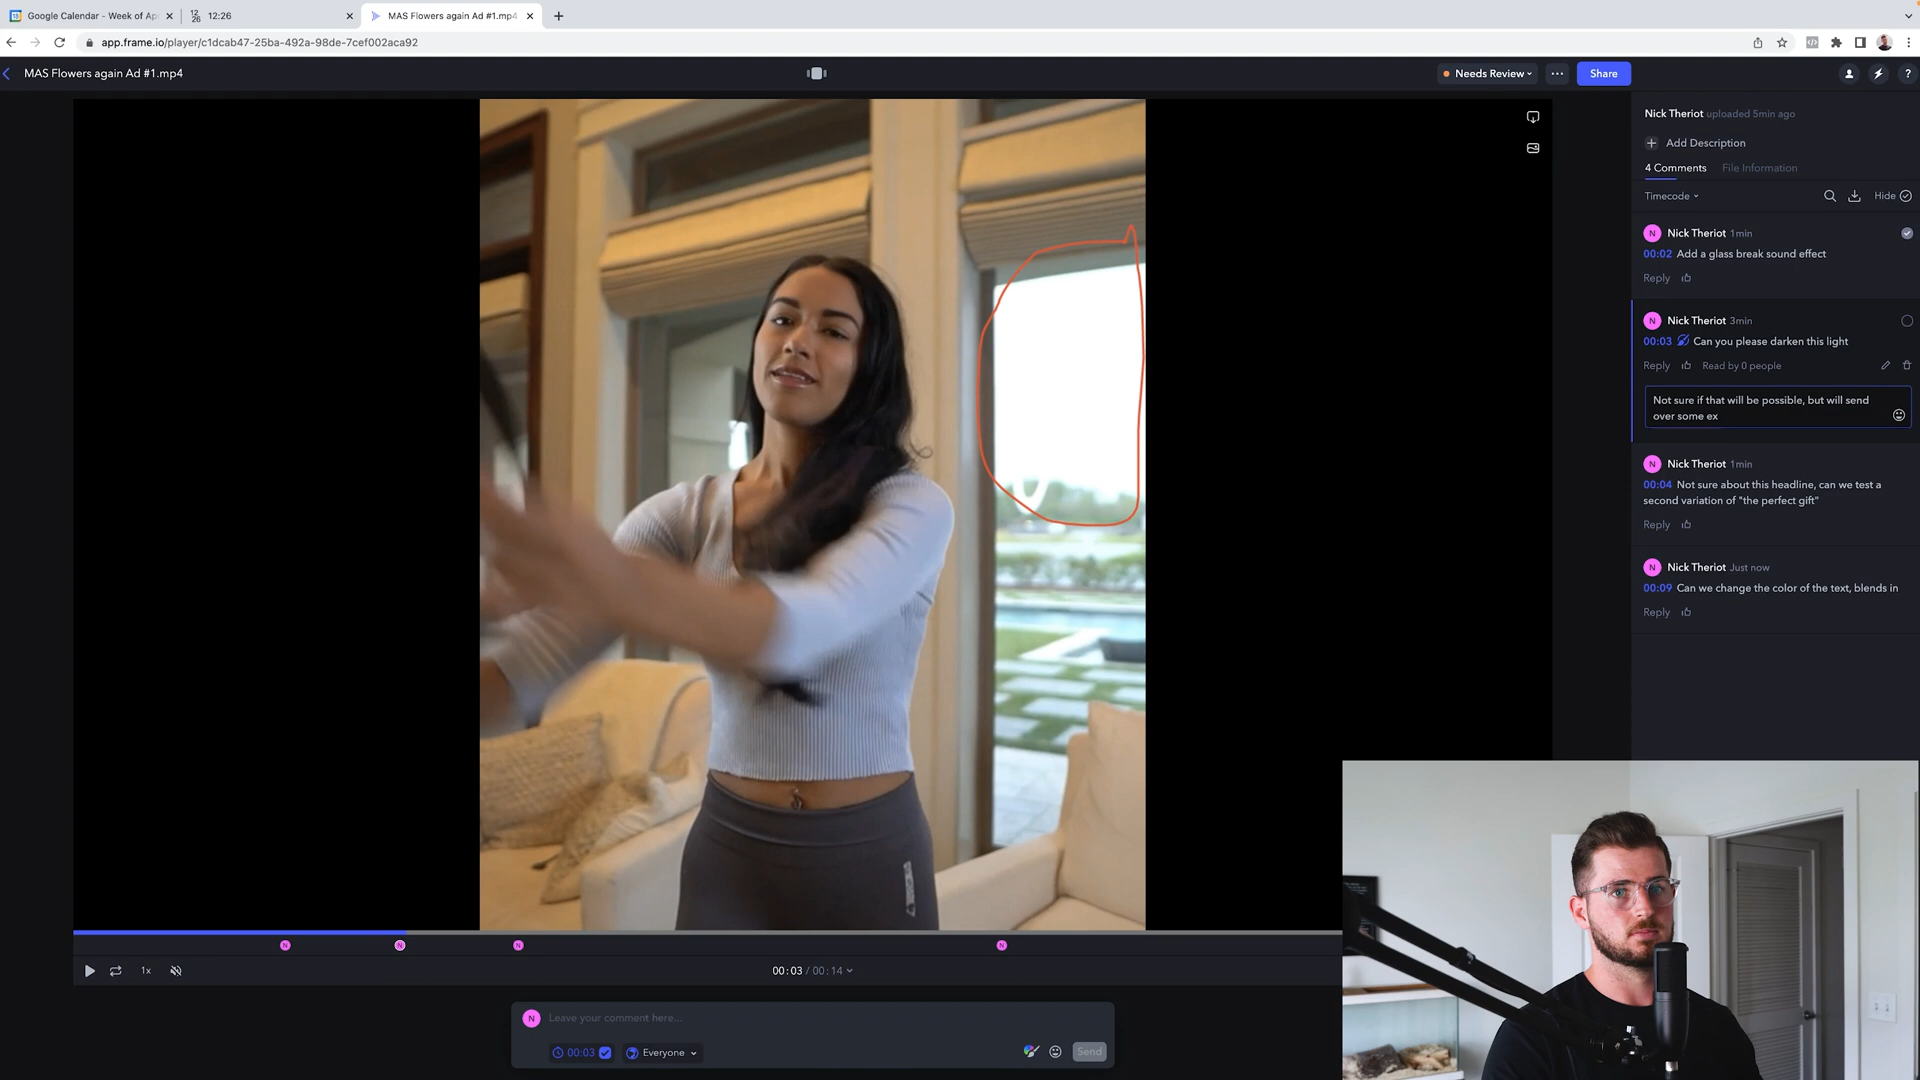 Google Calendar - Week of Ap
12
26
12:26
MAS Flowers again Ad #1.mp4
app.frame.io/player/c1dcab47-25ba-492a-98de-7cef002aca92
MAS Flowers again Ad #1.mp4
Needs Review
Share
?
Nick Theriot uploaded 5min ago
Add Description
4 Comments
File Information
Timecode
Hide
N
Nick Theriot 1min
00:02 Add a glass break sound effect
Reply
N
Nick Theriot 3min
00:03 Can you please darken this light
Reply
Read by 0 people
Not sure if that will be possible, but will send
over some ex
N
Nick Theriot 1min
00:04 Not sure about this headline, can we test a
second variation of "the perfect gift"
Reply
N
Nick Theriot Just now
00:09 Can we change the color of the text, blends in
Reply
N
N
N
N
1x
00:03 / 00:14
N
Leave your comment here...
00:03
Everyone
Send